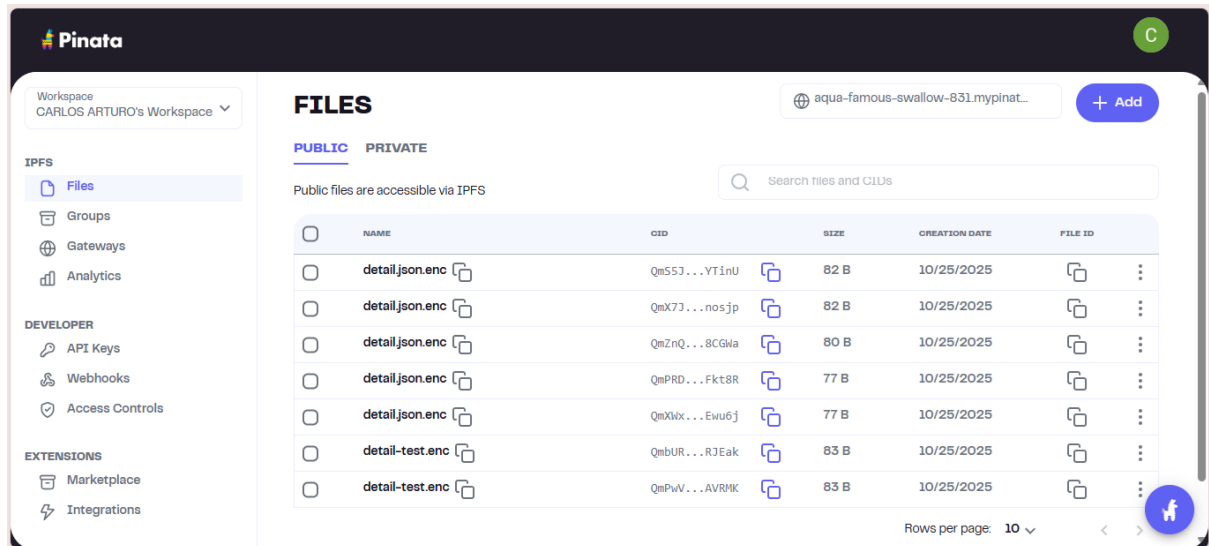 Pinata
C
Workspace
CARLOS ARTURO's Workspace
IPFS
Files
Groups
Gateways
Analytics
DEVELOPER
API Keys
Webhooks
Access Controls
EXTENSIONS
Marketplace
Integrations
FILES
aqua-famous-swallow-831.mypinat...
+ Add
PUBLIC PRIVATE
Public files are accessible via IPFS
Search files and CIDs
NAME CID SIZE CREATION DATE FILE ID
detail.json.enc QmS5J...YTinU 82 B 10/25/2025
detail.json.enc QmX7J...nosjp 82 B 10/25/2025
detail.json.enc QmZnQ...8CGWa 80 B 10/25/2025
detail.json.enc QmPRD...Fkt8R 77 B 10/25/2025
detail.json.enc QmXWx...Ewu6j 77 B 10/25/2025
detail-test.enc QmbUR...RJEak 83 B 10/25/2025
detail-test.enc QmPwV...AVRMK 83 B 10/25/2025
Rows per page: 10